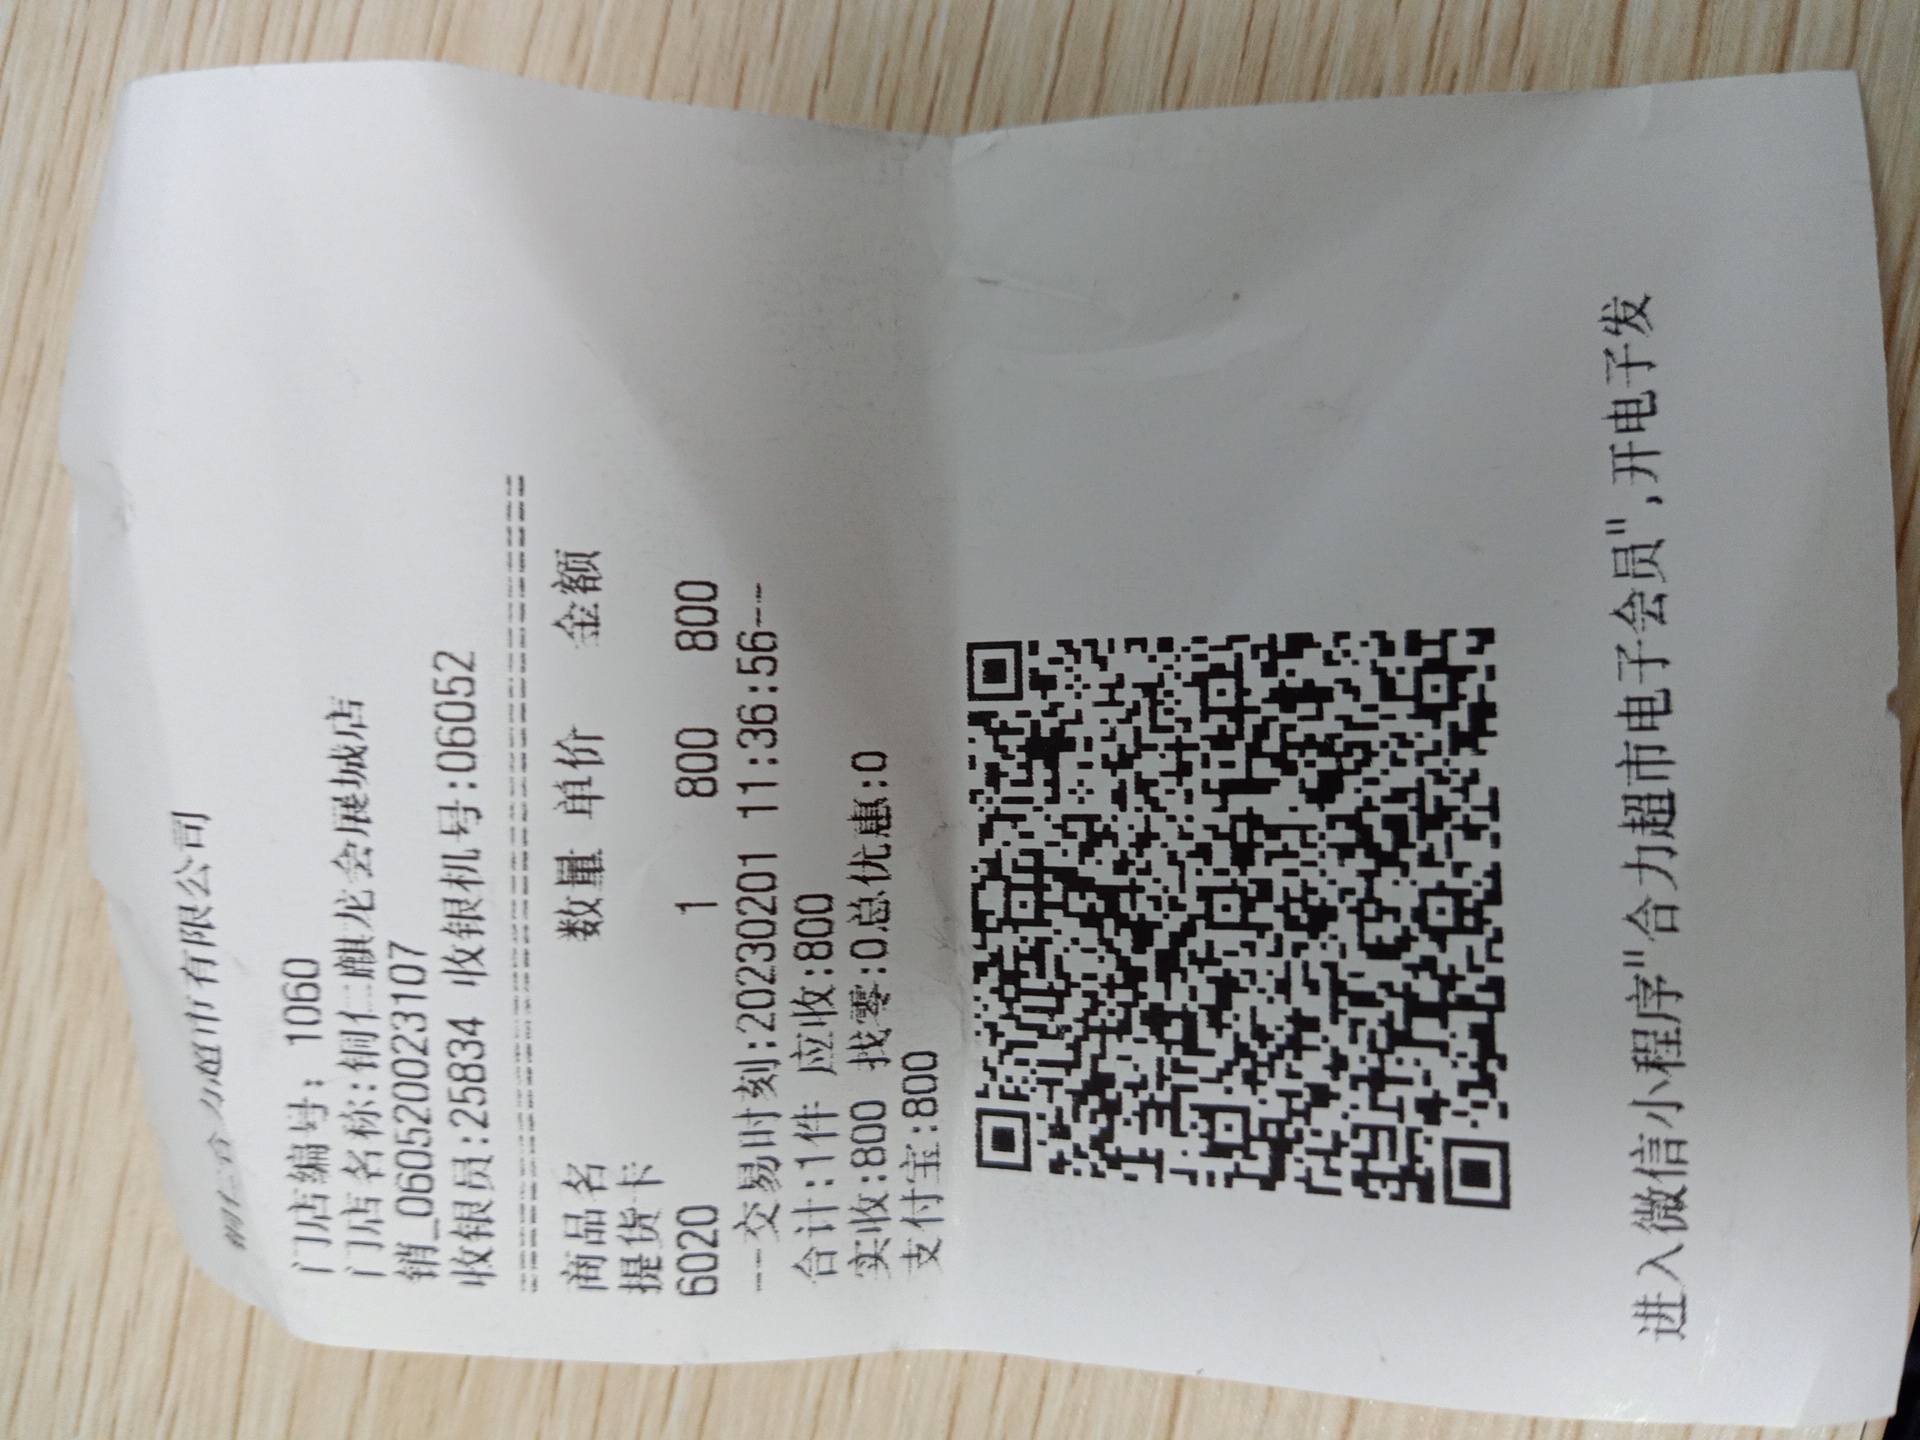 铜仁合力超市有限公司
门店编号: 1060
门店名称:铜仁麒龙会展城店
销_060520023107
收银员:25834 收银机号:06052
商品名 数量 单价 金额
提货卡
6020 1 800 800
---交易时刻:20230201 11:36:56---
合计:1件 应收:800
实收:800 找零:0总优惠:0
支付宝:800
进入微信小程序"合力超市电子会员",开电子发